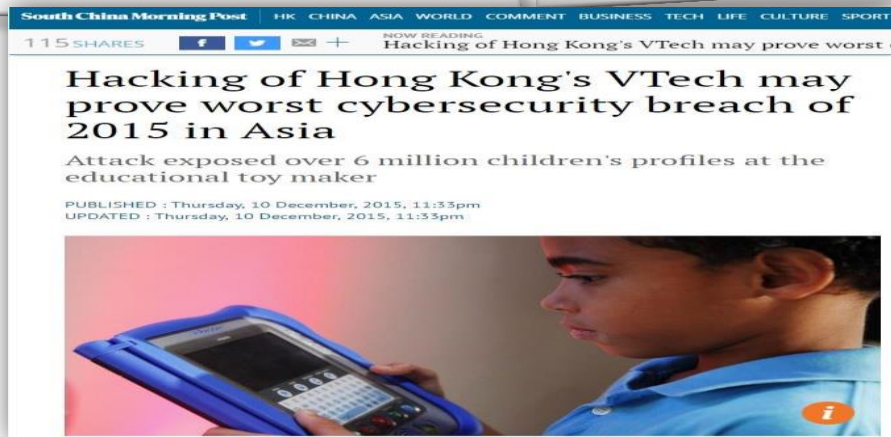 South China Morning Post HK CHINA ASIA WORLD COMMENT BUSINESS TECH LIFE CULTURE SPORT
115 SHARES f + NOW READING
Hacking of Hong Kong's VTech may prove worst
Hacking of Hong Kong's VTech may
prove worst cybersecurity breach of
2015 in Asia
Attack exposed over 6 million children's profiles at the
educational toy maker
PUBLISHED : Thursday, 10 December, 2015, 11:33pm
UPDATED : Thursday, 10 December, 2015, 11:33pm
i